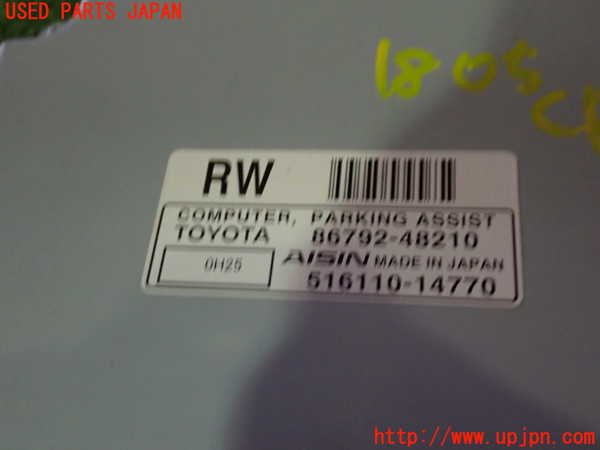 USED PARTS JAPAN
1805
RW
COMPUTER, PARKING ASSIST
TOYOTA 86792-48210
0H25
AISIN MADE IN JAPAN
516110-14770
http://www.upjpn.com/